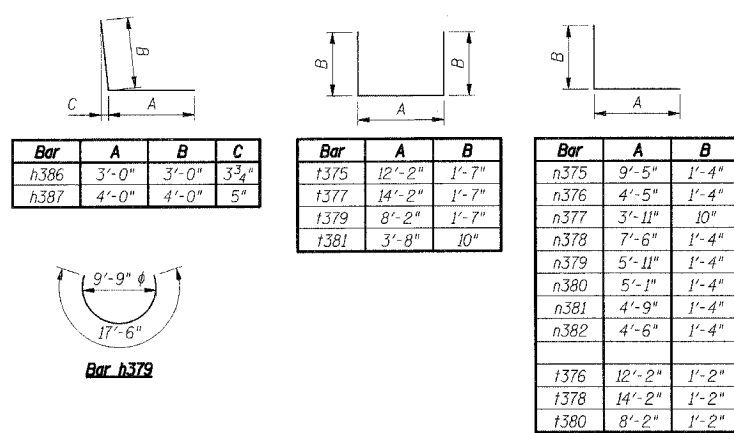 B
C
A
Bar A B C
h386 3'-0" 3'-0" 3 3/4"
h387 4'-0" 4'-0" 5"
9'-9" ϕ
17'-6"
Bar h379
B
B
A
Bar A B
t375 12'-2" 1'-7"
t377 14'-2" 1'-7"
t379 8'-2" 1'-7"
t381 3'-8" 10"
B
A
Bar A B
n375 9'-5" 1'-4"
n376 4'-5" 1'-4"
n377 3'-11" 10"
n378 7'-6" 1'-4"
n379 5'-11" 1'-4"
n380 5'-1" 1'-4"
n381 4'-9" 1'-4"
n382 4'-6" 1'-4"
t376 12'-2" 1'-2"
t378 14'-2" 1'-2"
t380 8'-2" 1'-2"